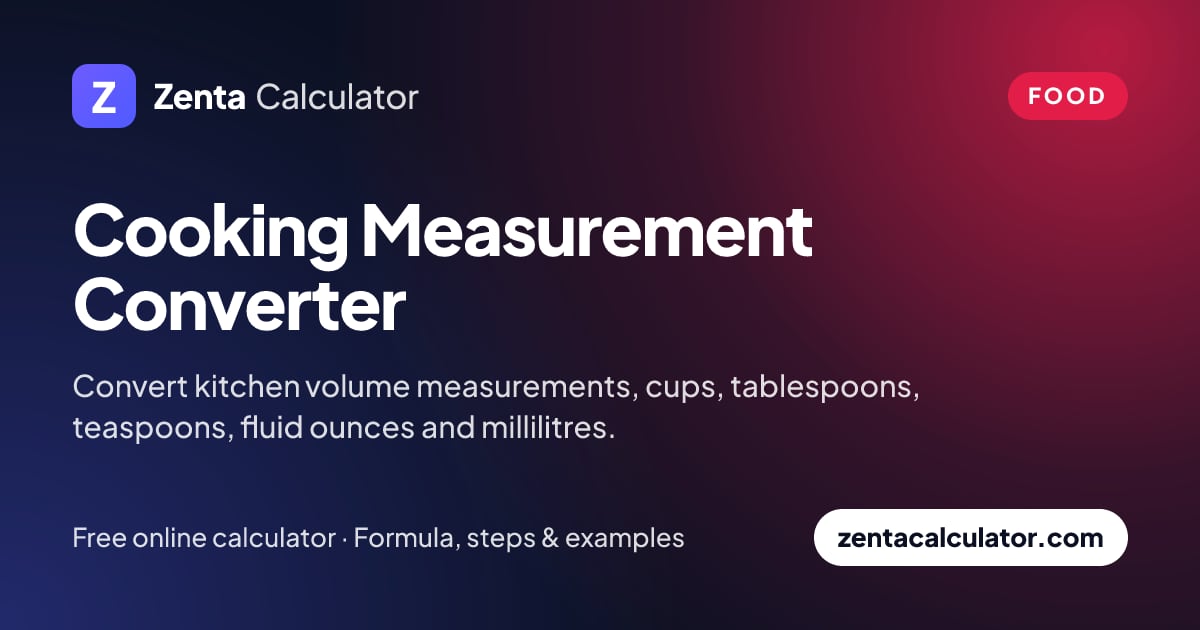 Z
Zenta Calculator
FOOD
Cooking Measurement
Converter
Convert kitchen volume measurements, cups, tablespoons,
teaspoons, fluid ounces and millilitres.
Free online calculator · Formula, steps & examples
zentacalculator.com